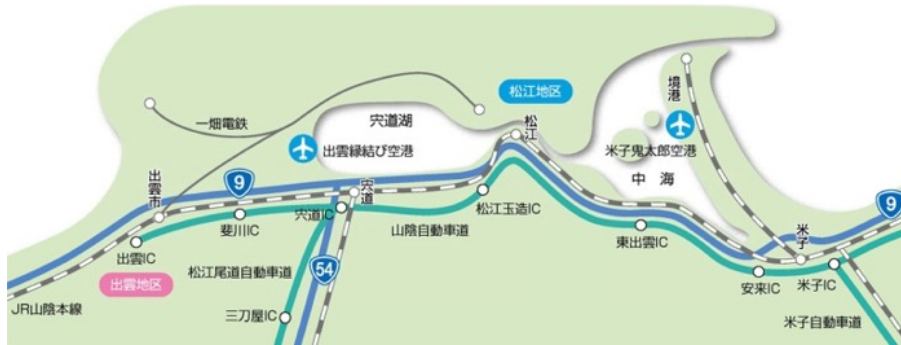 境港
松江地区
一畑電鉄
宍道湖
松江
出雲縁結び空港
米子鬼太郎空港
中海
出雲市
9
宍道
9
斐川IC
宍道IC
松江玉造IC
山陰自動車道
東出雲IC
米子
出雲IC
松江尾道自動車道
54
安来IC
米子IC
出雲地区
JR山陰本線
三刀屋IC
米子自動車道